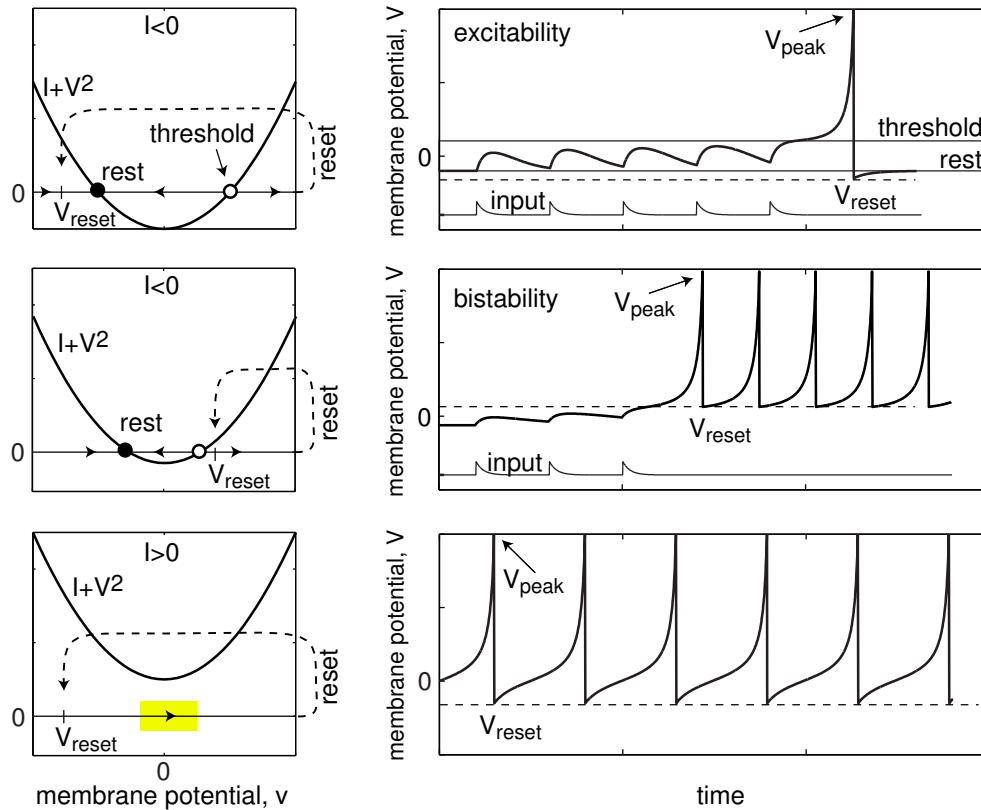 I<0
I+V²
threshold
rest
reset
0
Vreset
membrane potential, V
excitability
Vpeak
threshold
rest
0
Vreset
input
I<0
I+V²
rest
reset
0
Vreset
membrane potential, V
bistability
Vpeak
0
Vreset
input
I>0
I+V²
reset
0
Vreset
0
membrane potential, v
membrane potential, V
Vpeak
0
Vreset
time